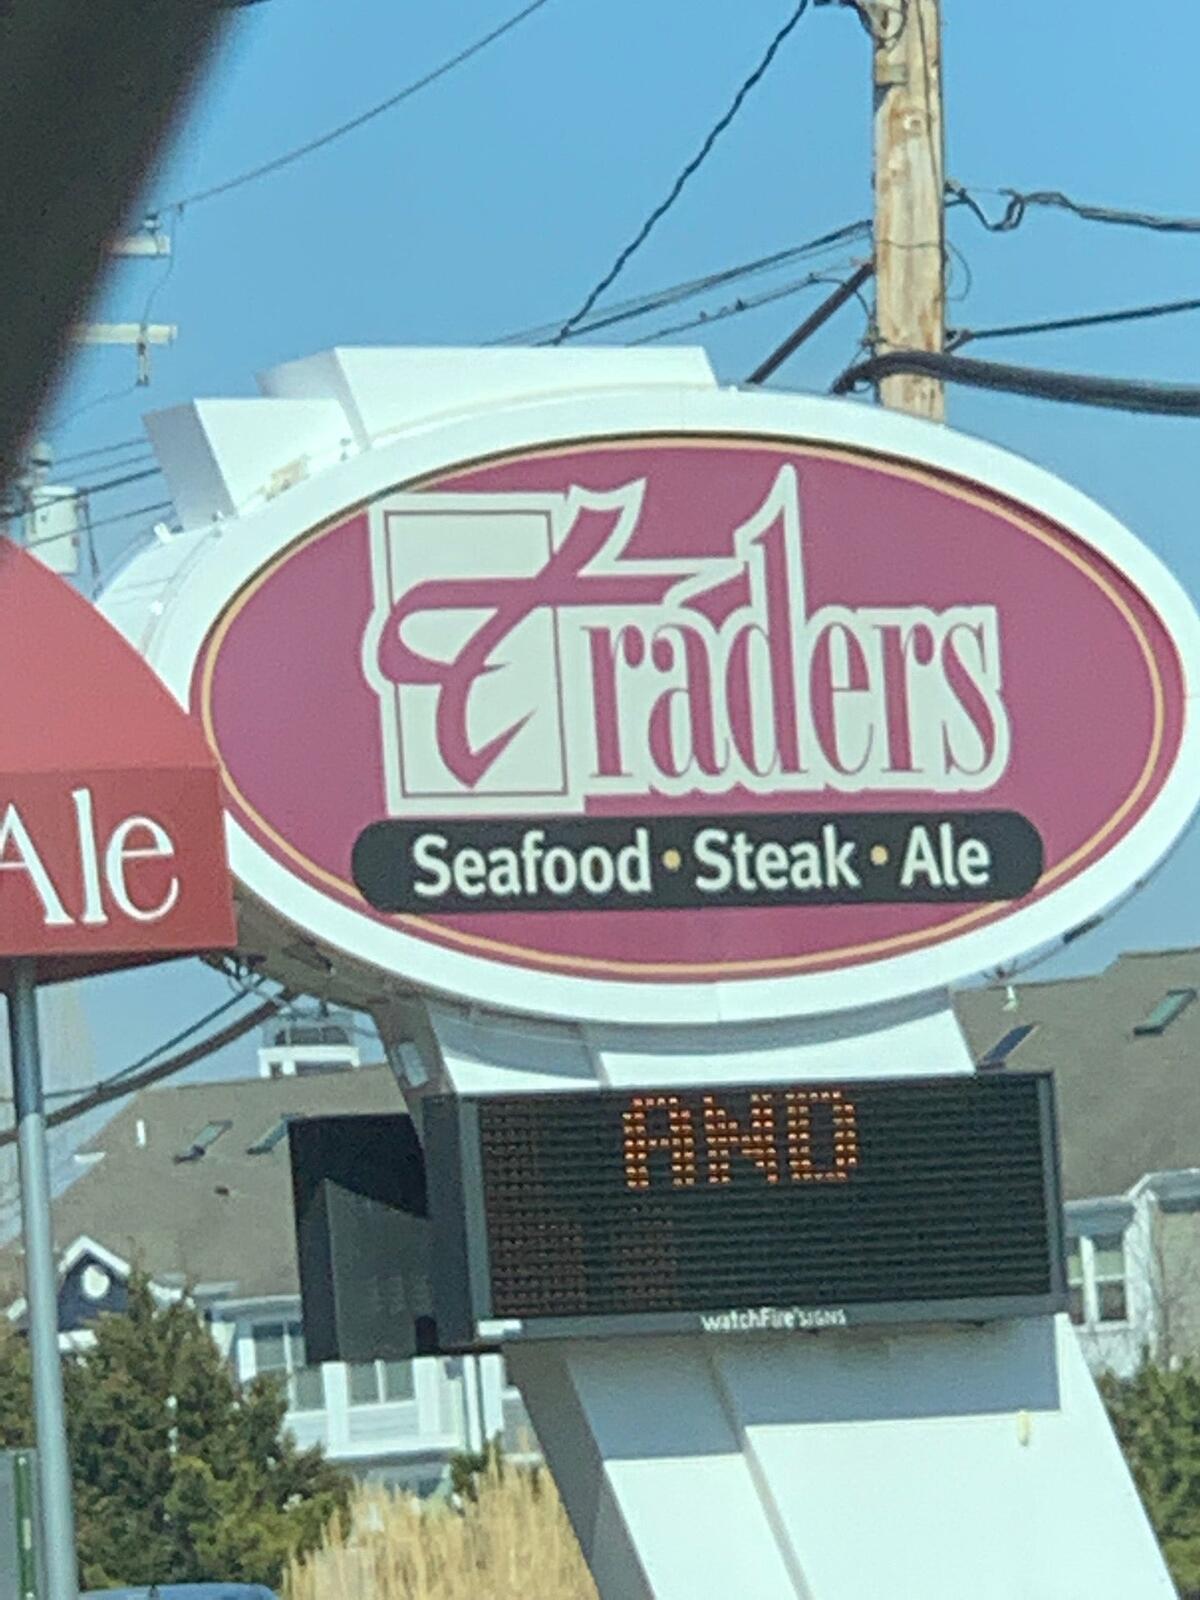 Traders
Seafood • Steak • Ale
Ale
AND
watchfire SIGNS